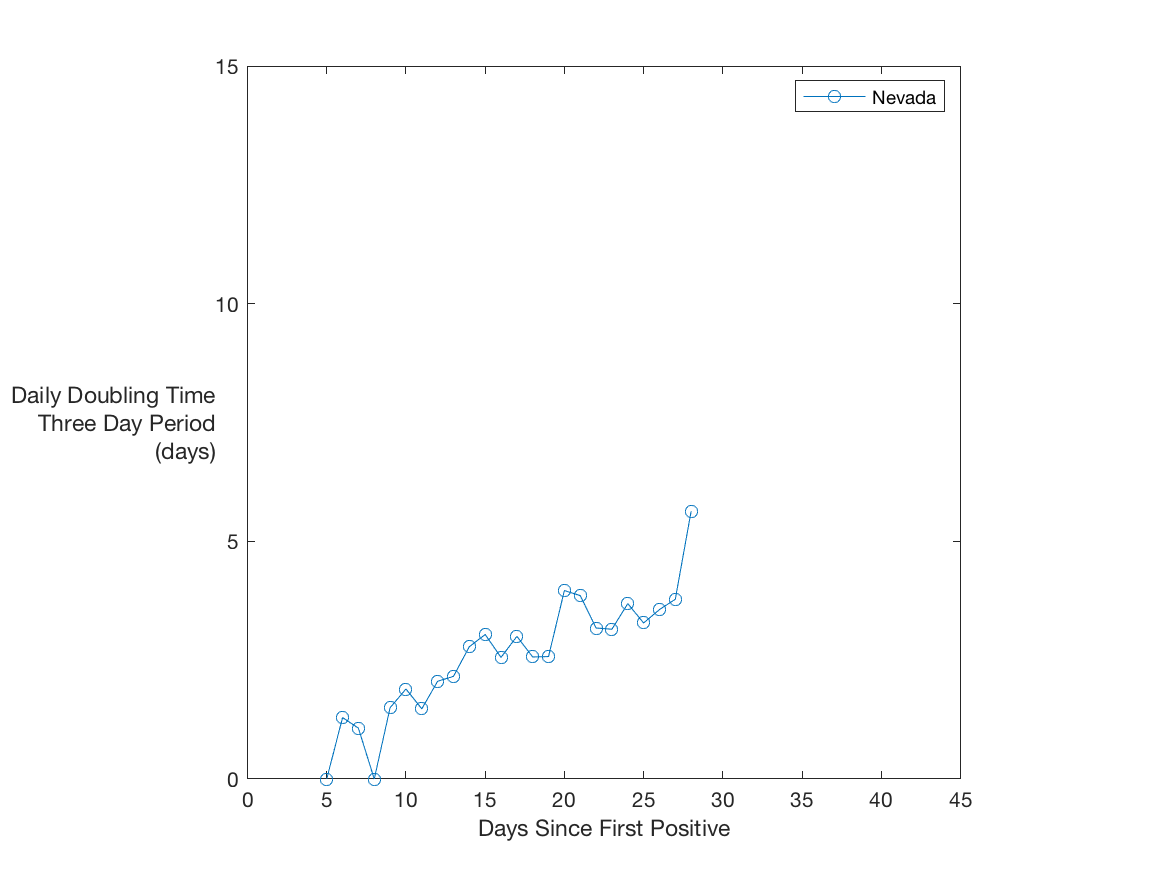 15
Nevada
10
Daily Doubling Time
Three Day Period
(days)
5
0
0 5 10 15 20 25 30 35 40 45
Days Since First Positive